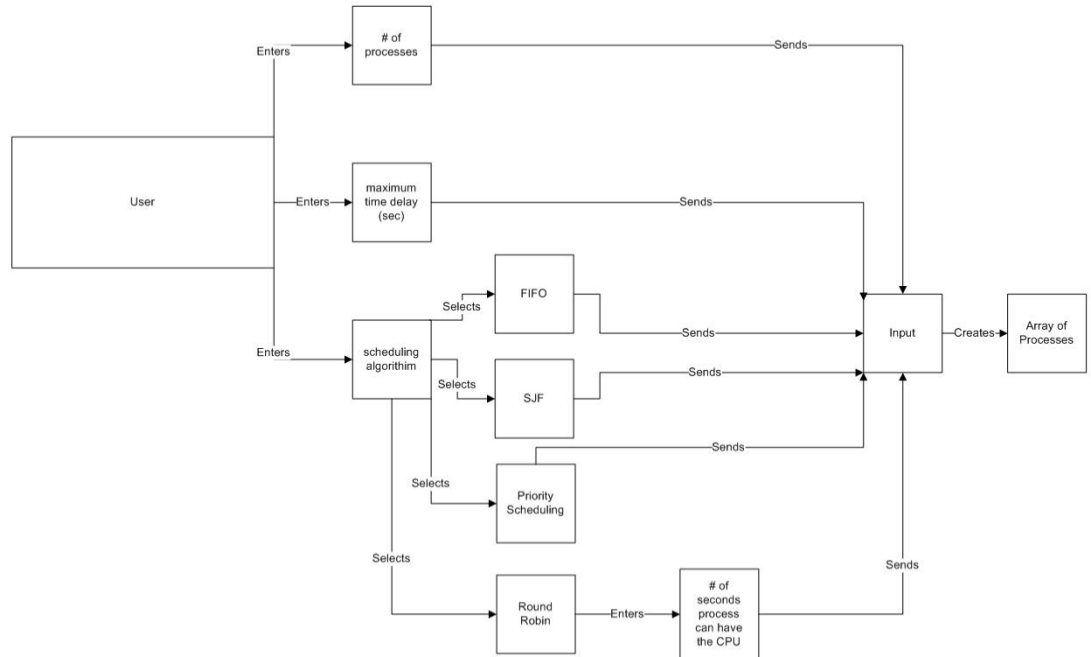 # of
processes
Enters
Sends
User
Enters
maximum
time delay
(sec)
Sends
FIFO
Selects
Sends
Input
Creates
Array of
Processes
Enters
scheduling
algorithim
Selects
SJF
Sends
Sends
Selects
Priority
Scheduling
Selects
Sends
Round
Robin
Enters
# of
seconds
process
can have
the CPU